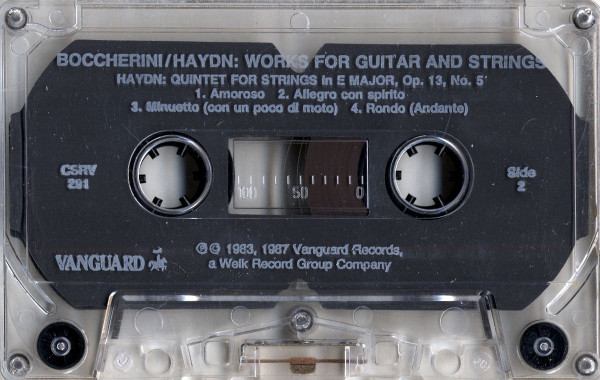 BOCCHERINI/HAYDN: WORKS FOR GUITAR AND STRINGS
HAYDN: QUINTET FOR STRINGS in E MAJOR, Op. 13, No. 5
1. Amoroso 2. Allegro con spirito
3. Minuetto (con un poco di moto) 4. Rondo (Andante)
CSRV
291
Side
2
100 50 0
℗ © 1963, 1987 Vanguard Records,
a Welk Record Group Company
VANGUARD